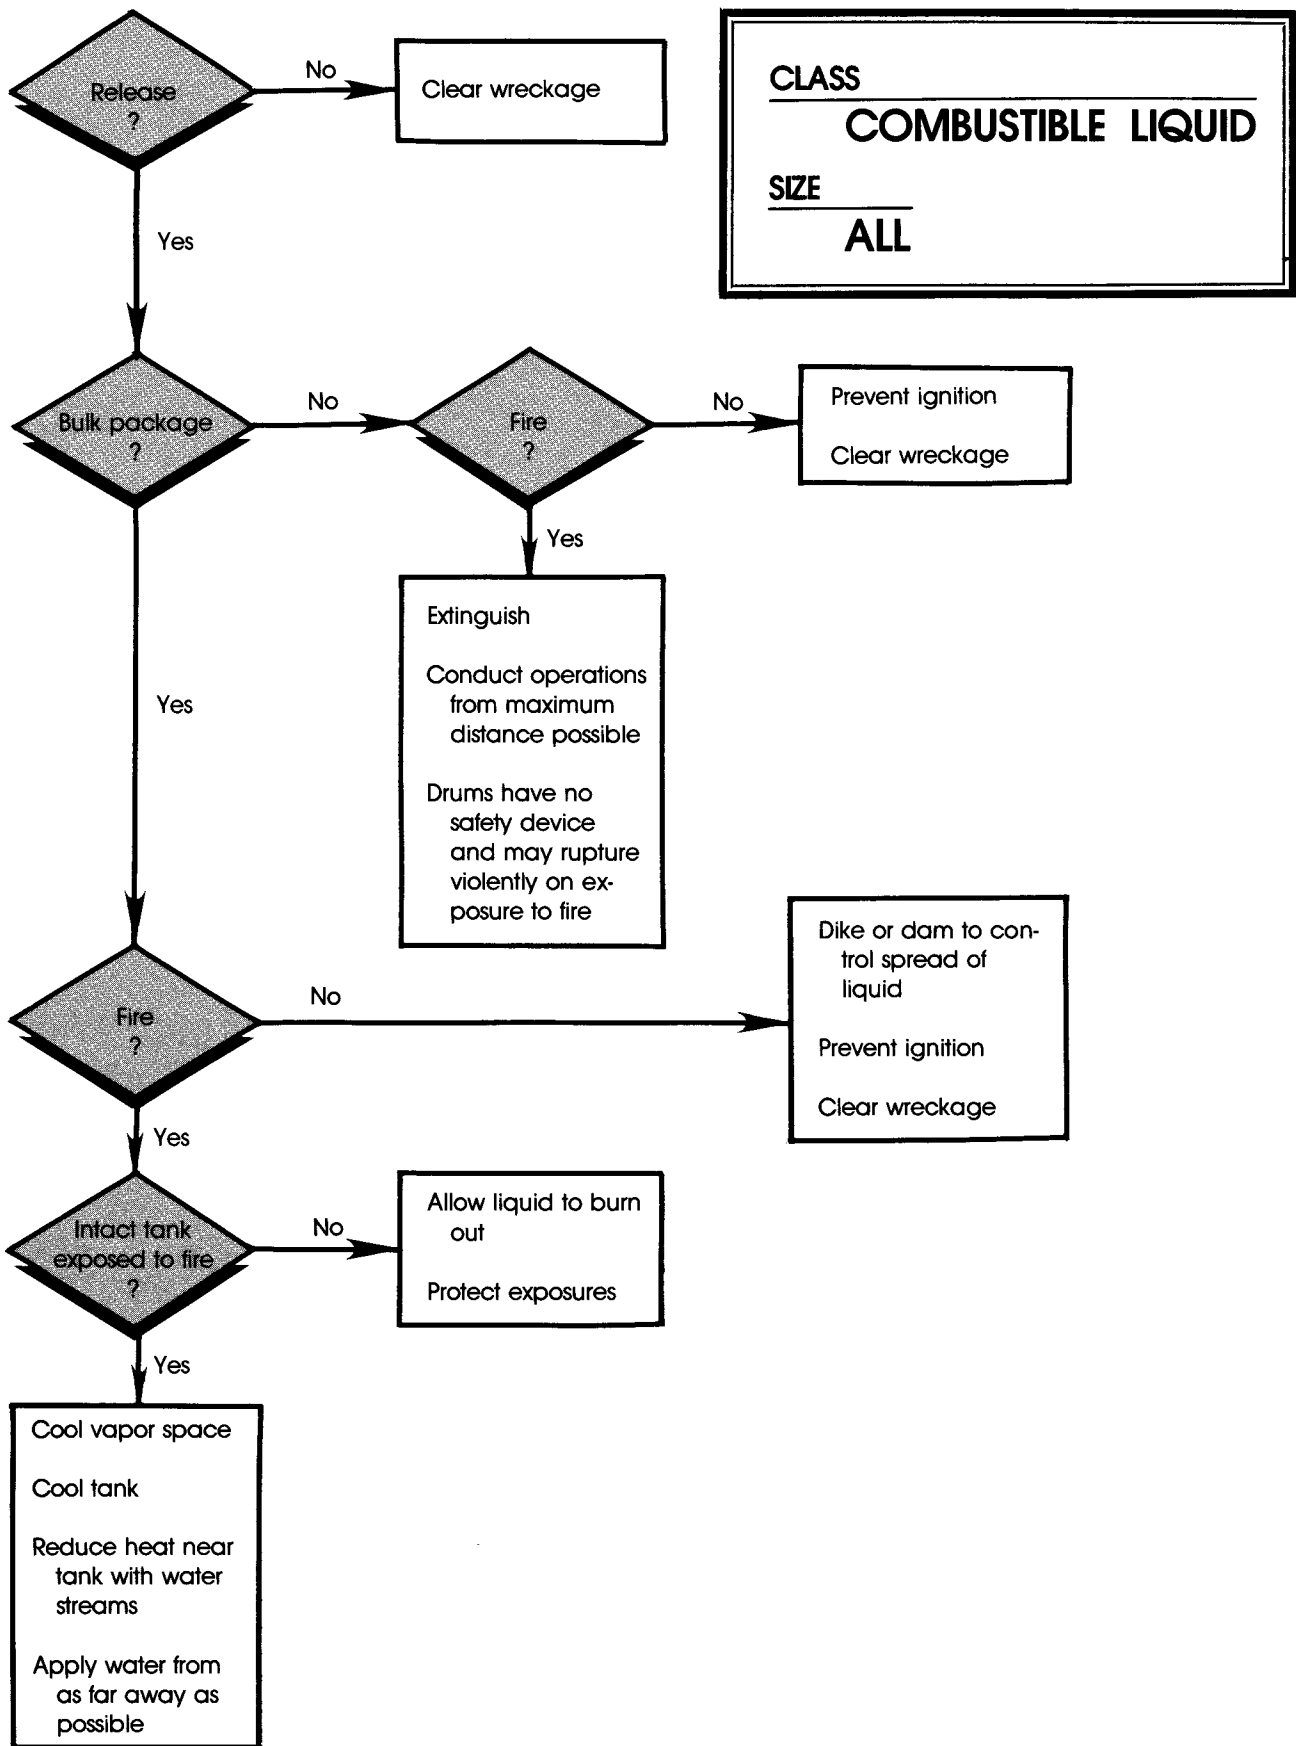 Release
?
No
Clear wreckage
CLASS
COMBUSTIBLE LIQUID
SIZE
ALL
Yes
Bulk package
?
No
Fire
?
No
Prevent ignition
Clear wreckage
Yes
Extinguish
Conduct operations
from maximum
distance possible
Drums have no
safety device
and may rupture
violently on ex-
posure to fire
Yes
Fire
?
No
Dike or dam to con-
trol spread of
liquid
Prevent ignition
Clear wreckage
Yes
Intact tank
exposed to fire
?
No
Allow liquid to burn
out
Protect exposures
Yes
Cool vapor space
Cool tank
Reduce heat near
tank with water
streams
Apply water from
as far away as
possible